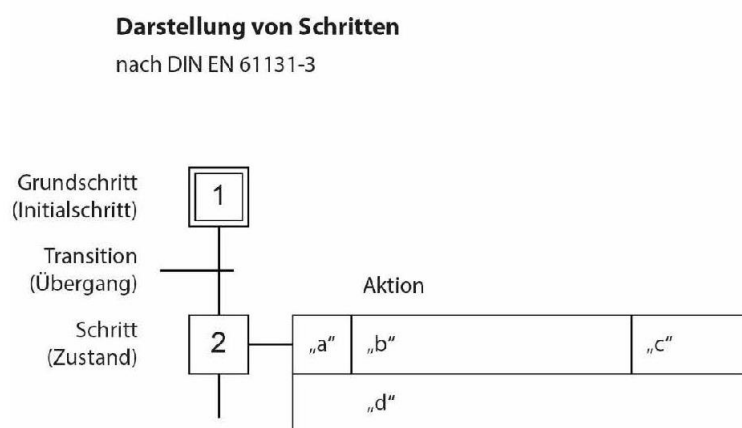 Darstellung von Schritten
nach DIN EN 61131-3
Grundschritt
(Initialschritt)
1
Transition
(Übergang)
Aktion
Schritt
(Zustand)
2
„a“
„b“
„c“
„d“